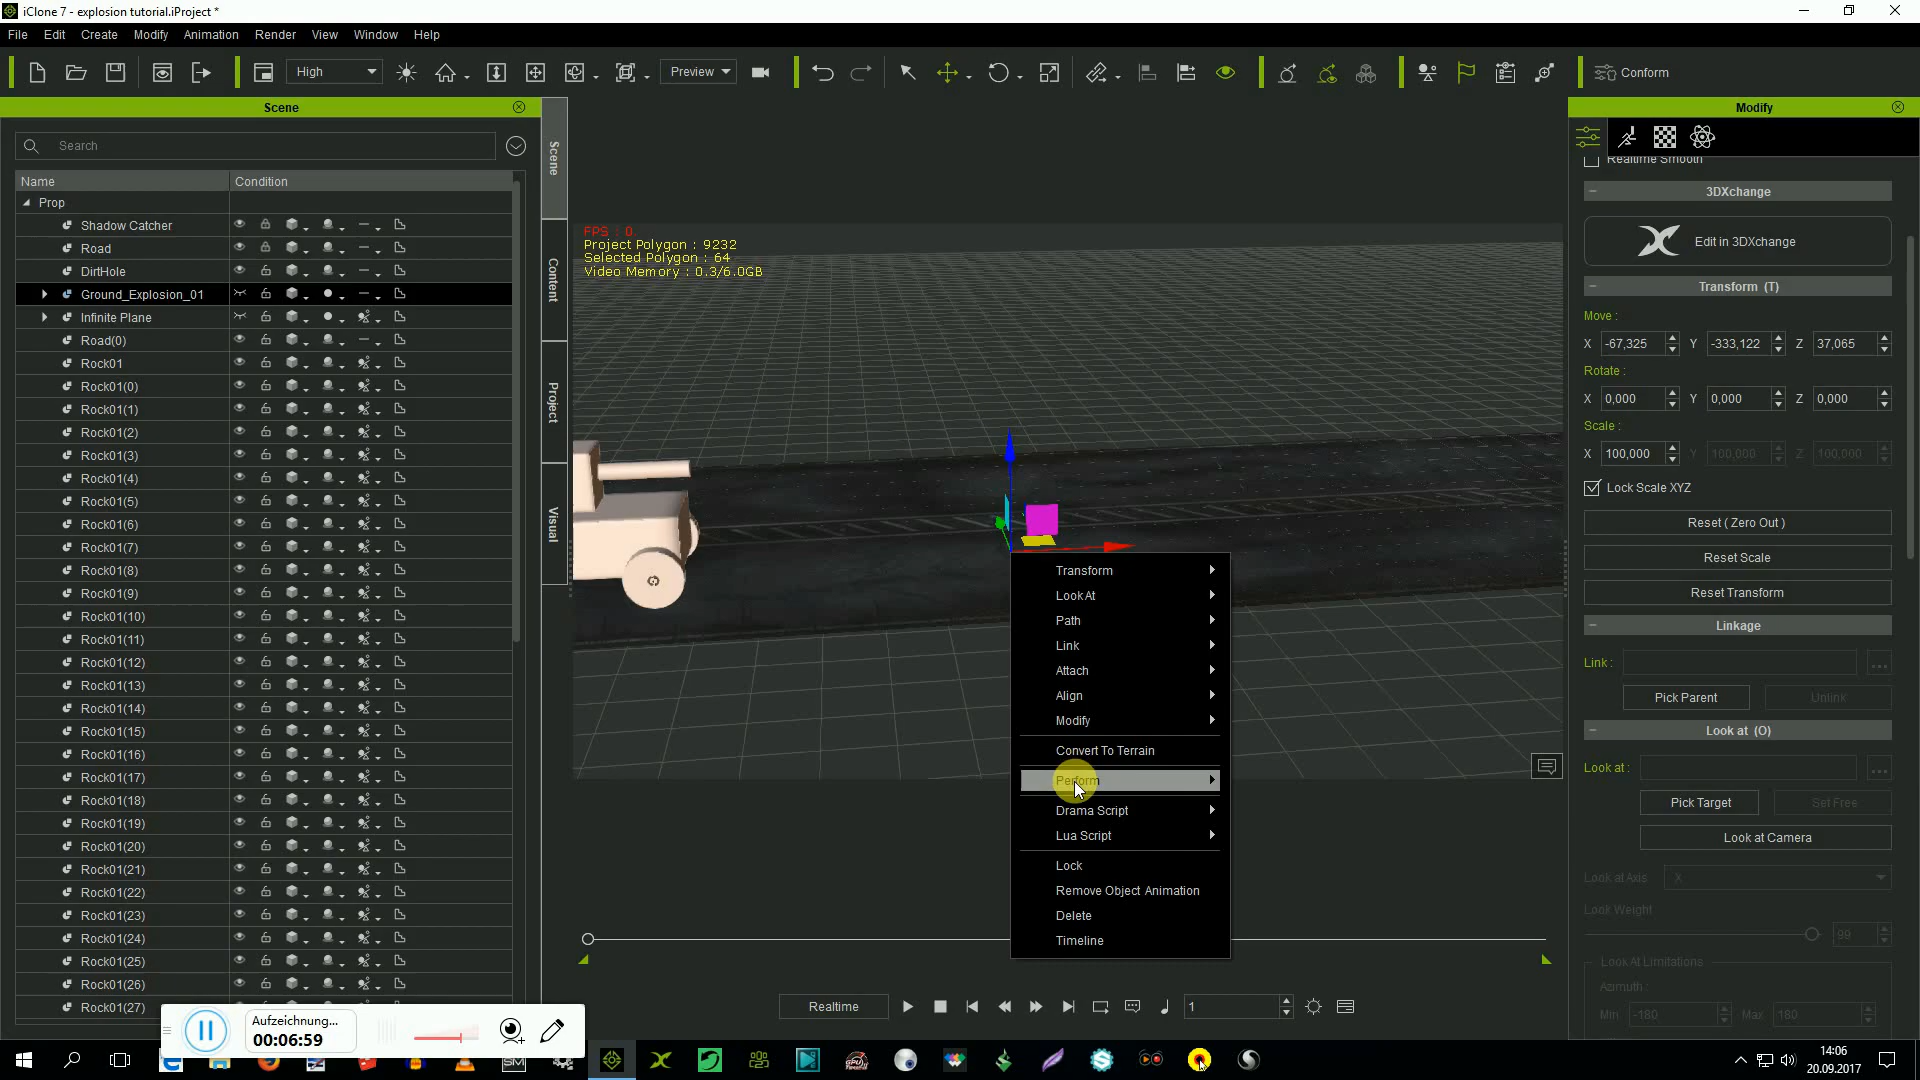 iClone 7 - explosion tutorial.iProject *
File Edit Create Modify Animation Render View Window Help
High Preview Conform
Scene
Search
Name Condition
Prop
Shadow Catcher
Road
DirtHole
Ground_Explosion_01
Infinite Plane
Road(0)
Rock01
Rock01(0)
Rock01(1)
Rock01(2)
Rock01(3)
Rock01(4)
Rock01(5)
Rock01(6)
Rock01(7)
Rock01(8)
Rock01(9)
Rock01(10)
Rock01(11)
Rock01(12)
Rock01(13)
Rock01(14)
Rock01(15)
Rock01(16)
Rock01(17)
Rock01(18)
Rock01(19)
Rock01(20)
Rock01(21)
Rock01(22)
Rock01(23)
Rock01(24)
Rock01(25)
Rock01(26)
Rock01(27)
Scene
Content
Project
Visual
FPS : 0
Project Polygon : 9232
Selected Polygon : 64
Video Memory : 0.3/6.0GB
Transform
Look At
Path
Link
Attach
Align
Modify
Convert To Terrain
Perform
Drama Script
Lua Script
Lock
Remove Object Animation
Delete
Timeline
Realtime 1
Modify
Realtime Smooth
3DXchange
Edit in 3DXchange
Transform (T)
Move :
X -67,325 Y -333,122 Z 37,065
Rotate :
X 0,000 Y 0,000 Z 0,000
Scale :
X 100,000 Y 100,000 Z 100,000
Lock Scale XYZ
Reset ( Zero Out )
Reset Scale
Reset Transform
Linkage
Link :
Pick Parent Unlink
Look at (O)
Look at :
Pick Target Set Free
Look at Camera
Look at Axis X
Look Weight
99
Look At Limitations
Azimuth :
Min -180 Max 180
Aufzeichnung...
00:06:59
SM
14:06
20.09.2017